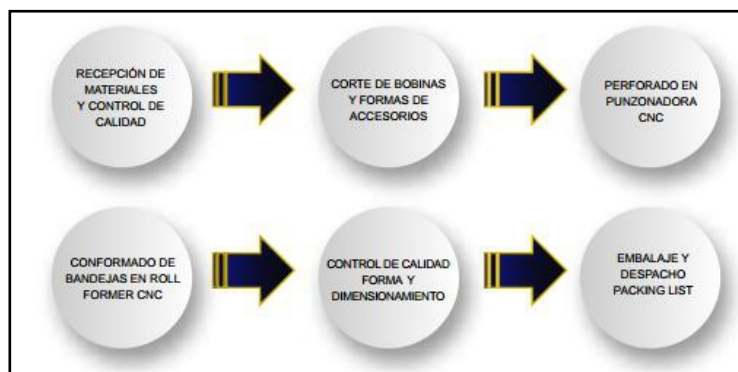 RECEPCIÓN DE
MATERIALES
Y CONTROL DE
CALIDAD
CORTE DE BOBINAS
Y FORMAS DE
ACCESORIOS
PERFORADO EN
PUNZONADORA
CNC
CONFORMADO DE
BANDEJAS EN ROLL
FORMER CNC
CONTROL DE CALIDAD
FORMA Y
DIMENSIONAMIENTO
EMBALAJE Y
DESPACHO
PACKING LIST